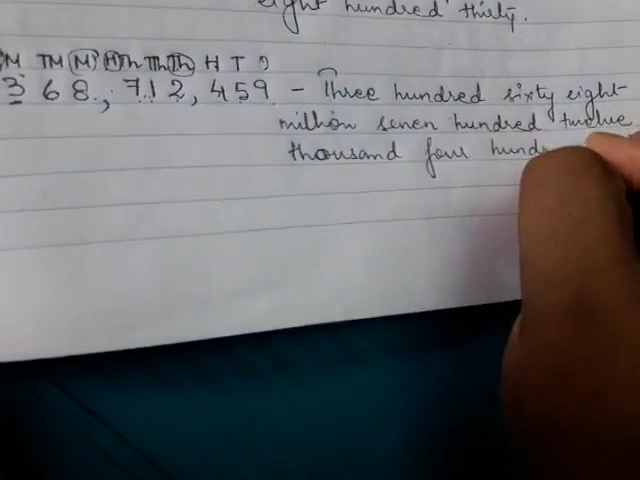 eight hundred thirty.
M TM M HTh TTh Th H T O
368,712,459 - Three hundred sixty eight
million seven hundred twelve
thousand four hund